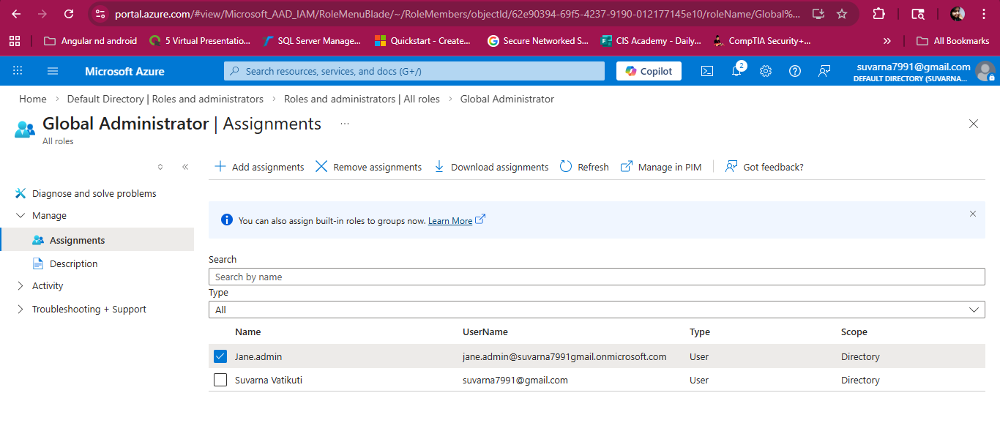 portal.azure.com/#view/Microsoft_AAD_IAM/RoleMenuBlade/~/RoleMembers/objectId/62e90394-69f5-4237-9190-012177145e10/roleName/Global%...
Angular nd android 5 Virtual Presentatio... SQL Server Manage... Quickstart - Create... Secure Networked S... CIS Academy - Daily... CompTIA Security+... » All Bookmarks
Microsoft Azure Search resources, services, and docs (G+/) Copilot 2 suvarna7991@gmail.com
DEFAULT DIRECTORY (SUVARNA...
Home > Default Directory | Roles and administrators > Roles and administrators | All roles > Global Administrator
Global Administrator | Assignments ...
All roles
Add assignments Remove assignments Download assignments Refresh Manage in PIM Got feedback?
Diagnose and solve problems
Manage
Assignments
Description
Activity
Troubleshooting + Support
You can also assign built-in roles to groups now. Learn More
Search
Search by name
Type
All
Name UserName Type Scope
Jane.admin jane.admin@suvarna7991gmail.onmicrosoft.com User Directory
Suvarna Vatikuti suvarna7991@gmail.com User Directory